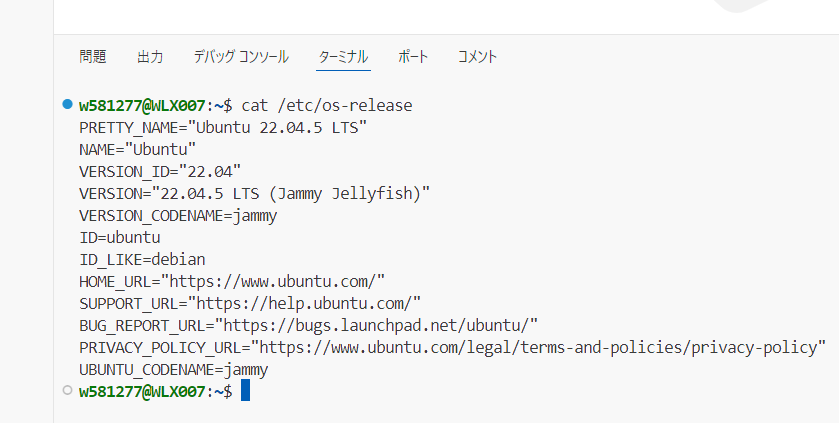 問題 出力 デバッグ コンソール ターミナル ポート コメント
w581277@WLX007:~$ cat /etc/os-release
PRETTY_NAME="Ubuntu 22.04.5 LTS"
NAME="Ubuntu"
VERSION_ID="22.04"
VERSION="22.04.5 LTS (Jammy Jellyfish)"
VERSION_CODENAME=jammy
ID=ubuntu
ID_LIKE=debian
HOME_URL="https://www.ubuntu.com/"
SUPPORT_URL="https://help.ubuntu.com/"
BUG_REPORT_URL="https://bugs.launchpad.net/ubuntu/"
PRIVACY_POLICY_URL="https://www.ubuntu.com/legal/terms-and-policies/privacy-policy"
UBUNTU_CODENAME=jammy
w581277@WLX007:~$